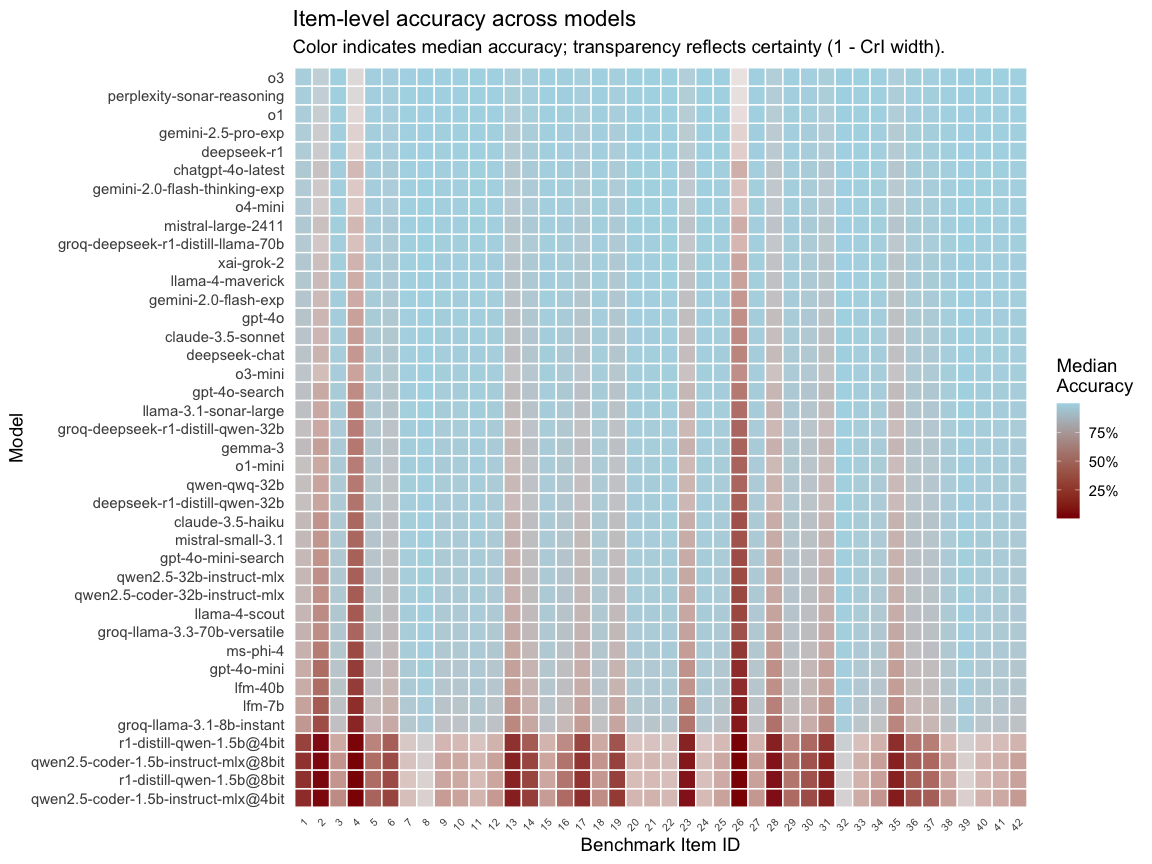 Item-level accuracy across models
Color indicates median accuracy; transparency reflects certainty (1 - CrI width).
Model
o3
perplexity-sonar-reasoning
o1
gemini-2.5-pro-exp
deepseek-r1
chatgpt-4o-latest
gemini-2.0-flash-thinking-exp
o4-mini
mistral-large-2411
groq-deepseek-r1-distill-llama-70b
xai-grok-2
llama-4-maverick
gemini-2.0-flash-exp
gpt-4o
claude-3.5-sonnet
deepseek-chat
o3-mini
gpt-4o-search
llama-3.1-sonar-large
groq-deepseek-r1-distill-qwen-32b
gemma-3
o1-mini
qwen-qwq-32b
deepseek-r1-distill-qwen-32b
claude-3.5-haiku
mistral-small-3.1
gpt-4o-mini-search
qwen2.5-32b-instruct-mlx
qwen2.5-coder-32b-instruct-mlx
llama-4-scout
groq-llama-3.3-70b-versatile
ms-phi-4
gpt-4o-mini
lfm-40b
lfm-7b
groq-llama-3.1-8b-instant
r1-distill-qwen-1.5b@4bit
qwen2.5-coder-1.5b-instruct-mlx@8bit
r1-distill-qwen-1.5b@8bit
qwen2.5-coder-1.5b-instruct-mlx@4bit
1 2 3 4 5 6 7 8 9 10 11 12 13 14 15 16 17 18 19 20 21 22 23 24 25 26 27 28 29 30 31 32 33 34 35 36 37 38 39 40 41 42
Benchmark Item ID
Median
Accuracy
75%
50%
25%